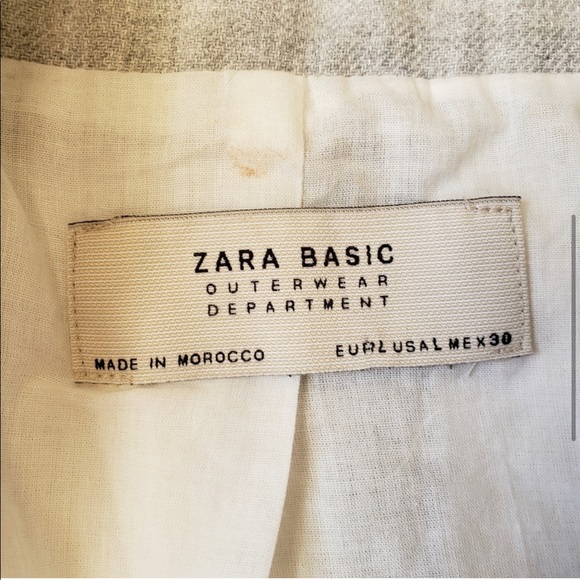 ZARA BASIC
OUTERWEAR
DEPARTMENT
MADE IN MOROCCO EUR L USA L MEX 30